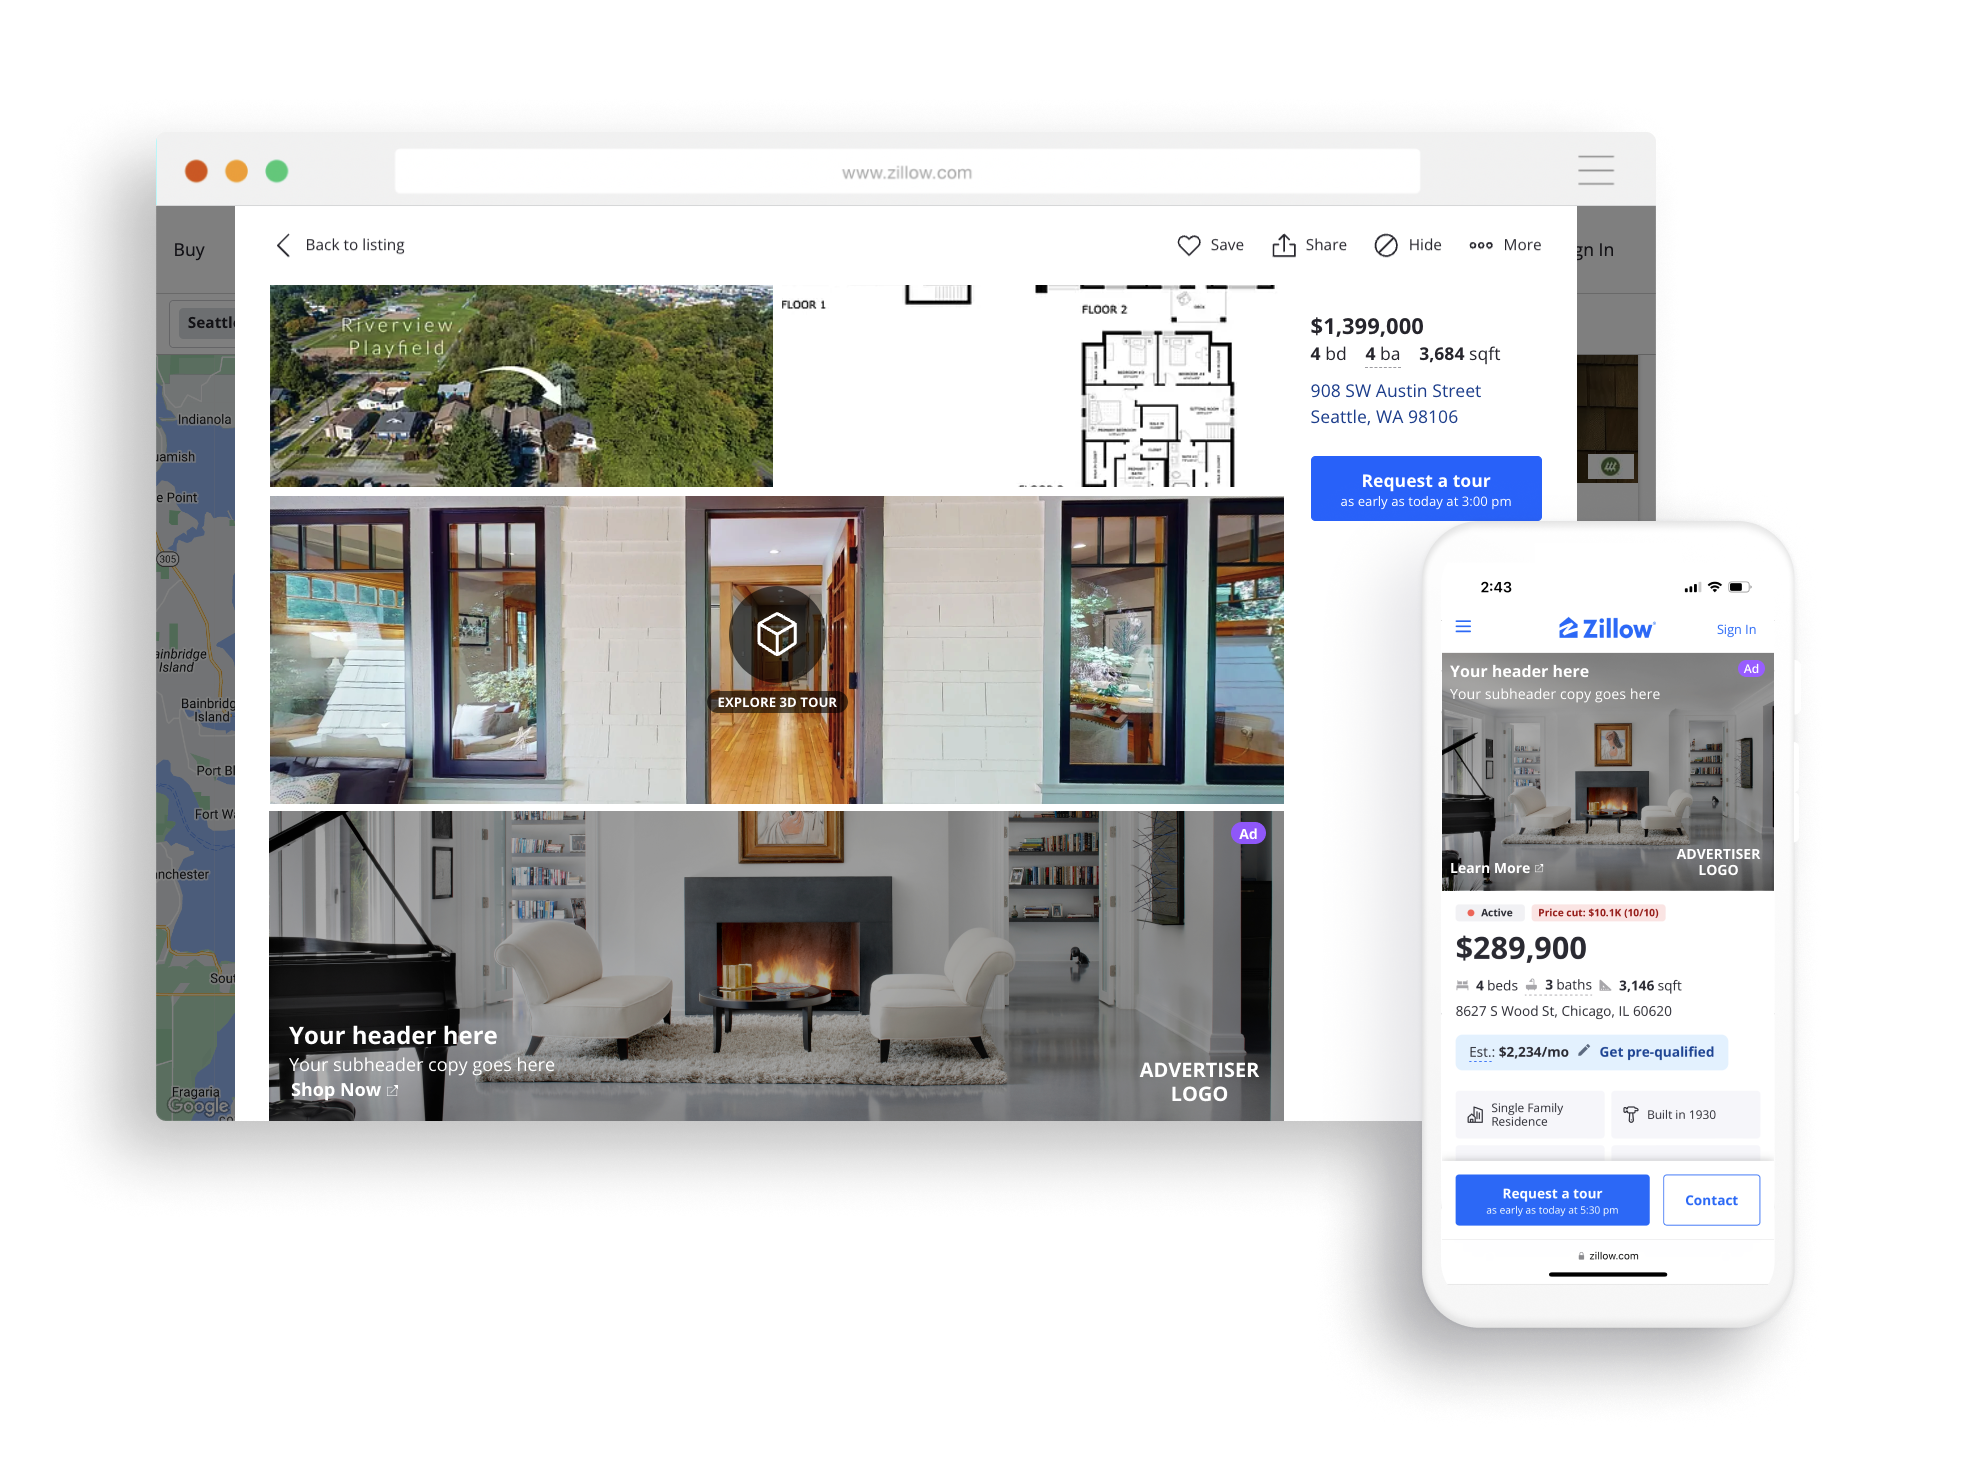 www.zillow.com
Buy
gn In
Back to listing
Save
Share
Hide
More
Seattle
Riverview
Playfield
FLOOR 1
FLOOR 2
$1,399,000
4 bd 4 ba 3,684 sqft
908 SW Austin Street
Seattle, WA 98106
Request a tour
as early as today at 3:00 pm
Indianola
amish
e Point
305
ainbridge
Island
Bainbridg
Island
Port Bl
Fort Wa
nchester
Sout
Fragaria
Google
EXPLORE 3D TOUR
Ad
Your header here
Your subheader copy goes here
Shop Now
ADVERTISER
LOGO
2:43
Zillow
Sign In
Your header here
Ad
Your subheader copy goes here
Learn More
ADVERTISER
LOGO
Active
Price cut: $10.1K (10/10)
$289,900
4 beds 3 baths 3,146 sqft
8627 S Wood St, Chicago, IL 60620
Est.: $2,234/mo
Get pre-qualified
Single Family
Residence
Built in 1930
Request a tour
as early as today at 5:30 pm
Contact
zillow.com